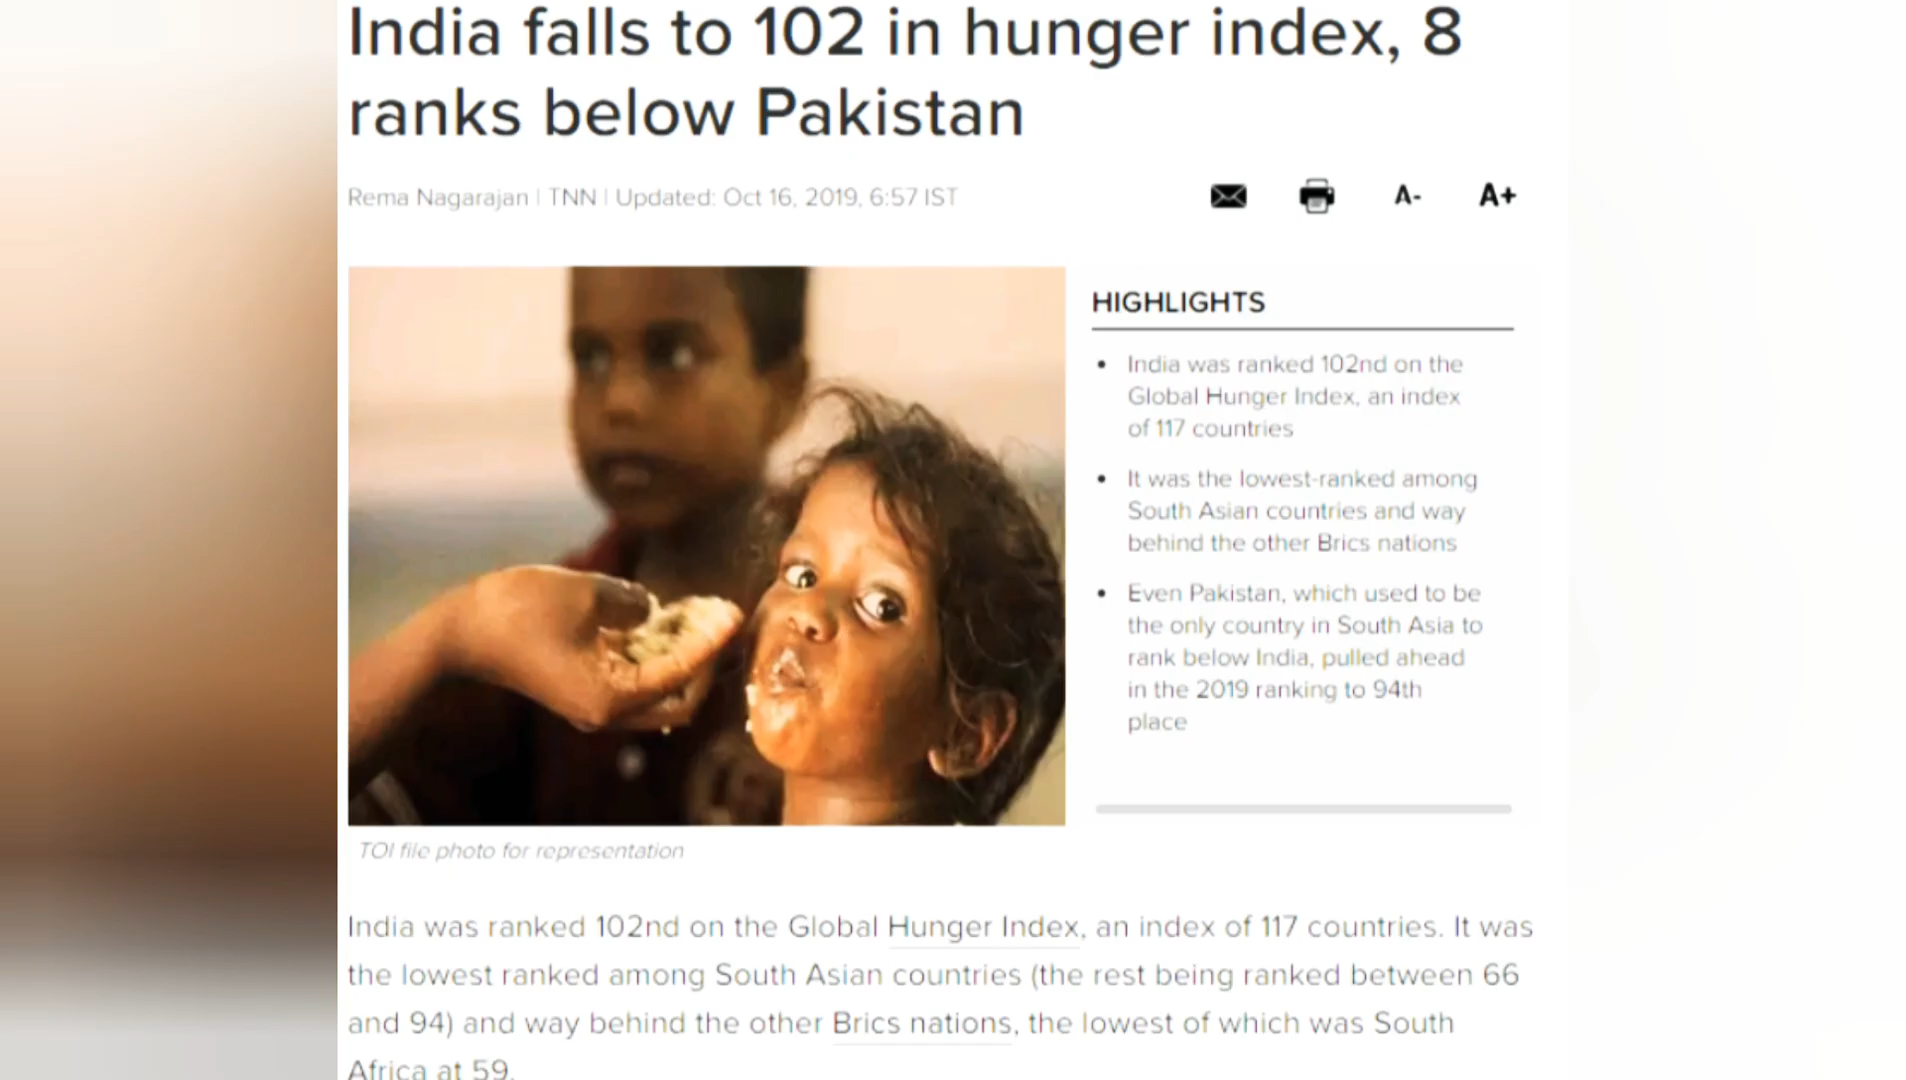 India falls to 102 in hunger index, 8
ranks below Pakistan
Rema Nagarajan | TNN | Updated: Oct 16, 2019, 6:57 IST
A- A+
HIGHLIGHTS
• India was ranked 102nd on the
Global Hunger Index, an index
of 117 countries
• It was the lowest-ranked among
South Asian countries and way
behind the other Brics nations
• Even Pakistan, which used to be
the only country in South Asia to
rank below India, pulled ahead
in the 2019 ranking to 94th
place
TOI file photo for representation
India was ranked 102nd on the Global Hunger Index, an index of 117 countries. It was
the lowest ranked among South Asian countries (the rest being ranked between 66
and 94) and way behind the other Brics nations, the lowest of which was South
Africa at 59.